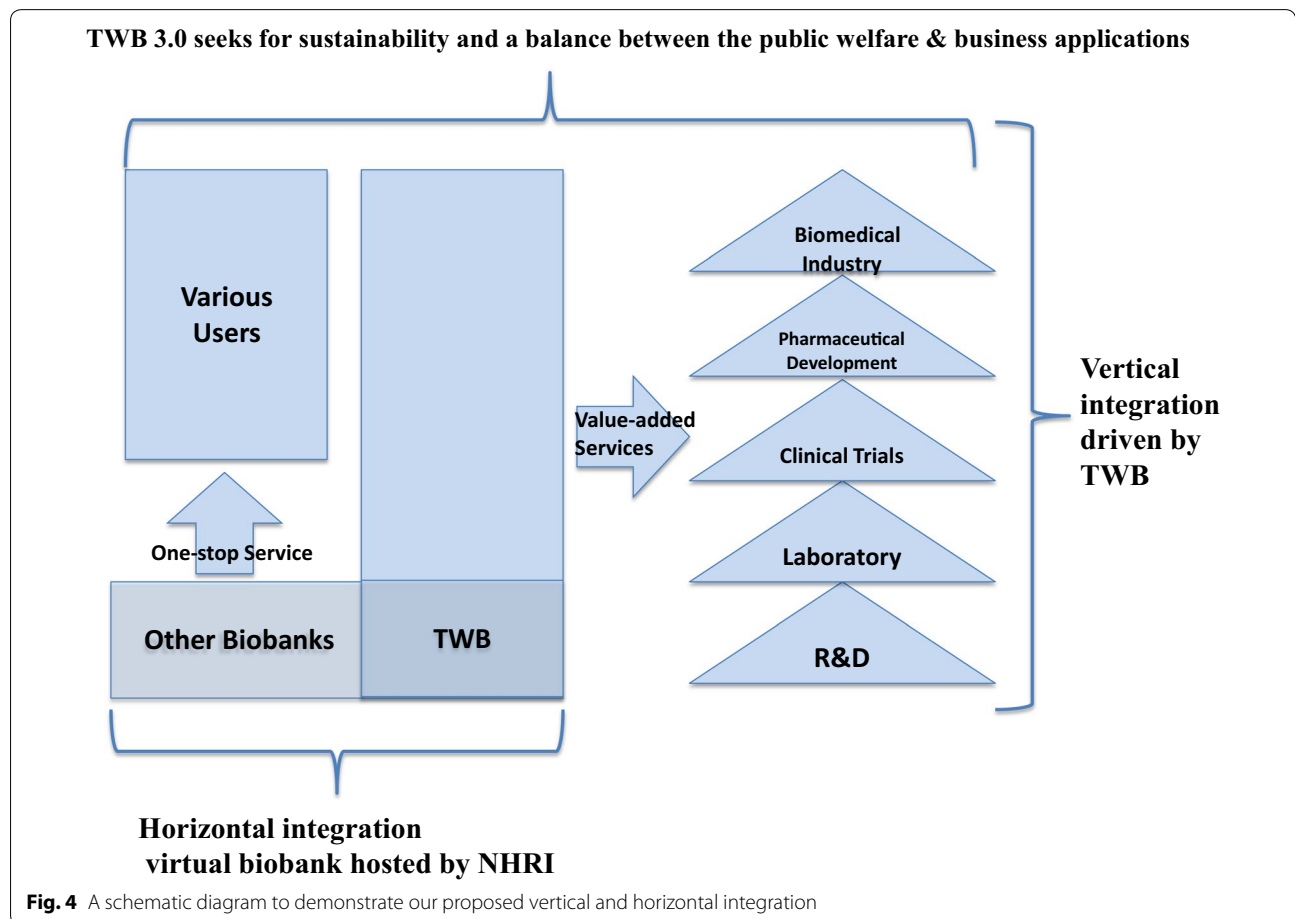 TWB 3.0 seeks for sustainability and a balance between the public welfare & business applications
Various
Users
One-stop Service
Other Biobanks
TWB
Value-added
Services
Biomedical
Industry
Pharmaceutical
Development
Clinical Trials
Laboratory
R&D
Vertical
integration
driven by
TWB
Horizontal integration
virtual biobank hosted by NHRI
Fig. 4 A schematic diagram to demonstrate our proposed vertical and horizontal integration